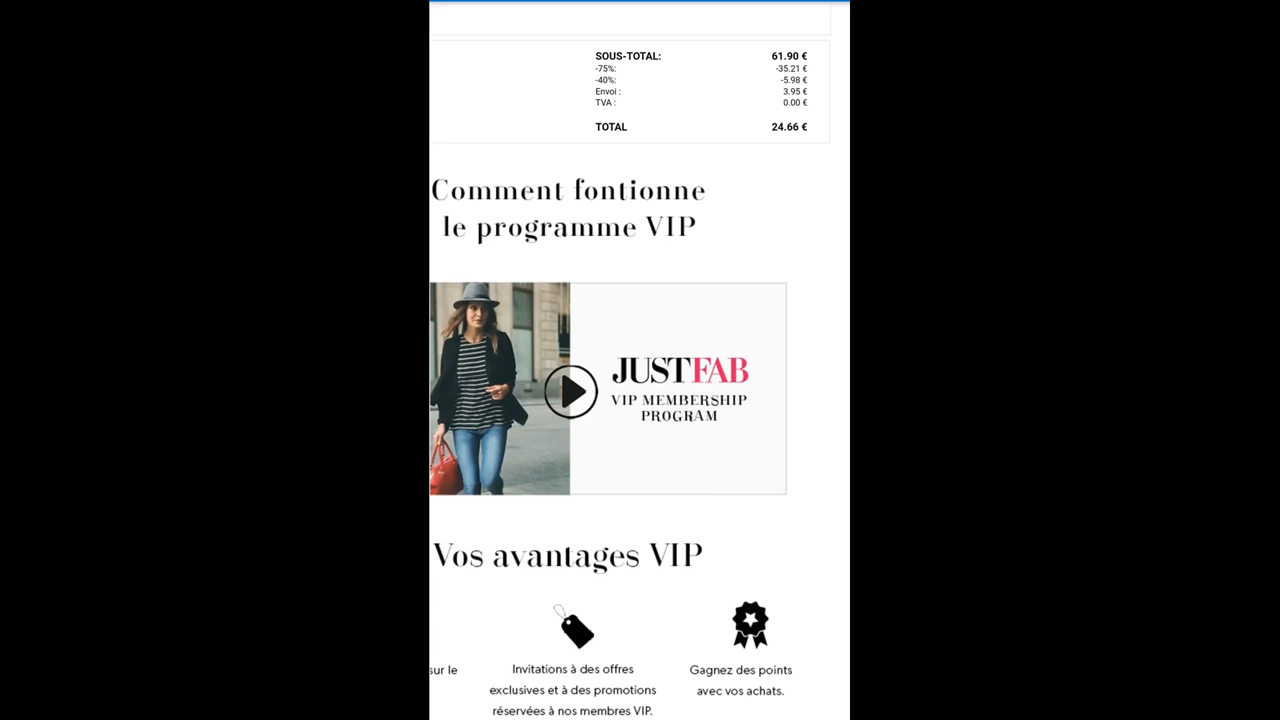 SOUS-TOTAL: 61.90 €
-75%: -35.21 €
-40%: -5.98 €
Envoi : 3.95 €
TVA : 0.00 €
TOTAL 24.66 €
Comment fontionne
le programme VIP
JUSTFAB
VIP MEMBERSHIP
PROGRAM
Vos avantages VIP
sur le
Invitations à des offres
exclusives et à des promotions
réservées à nos membres VIP.
Gagnez des points
avec vos achats.